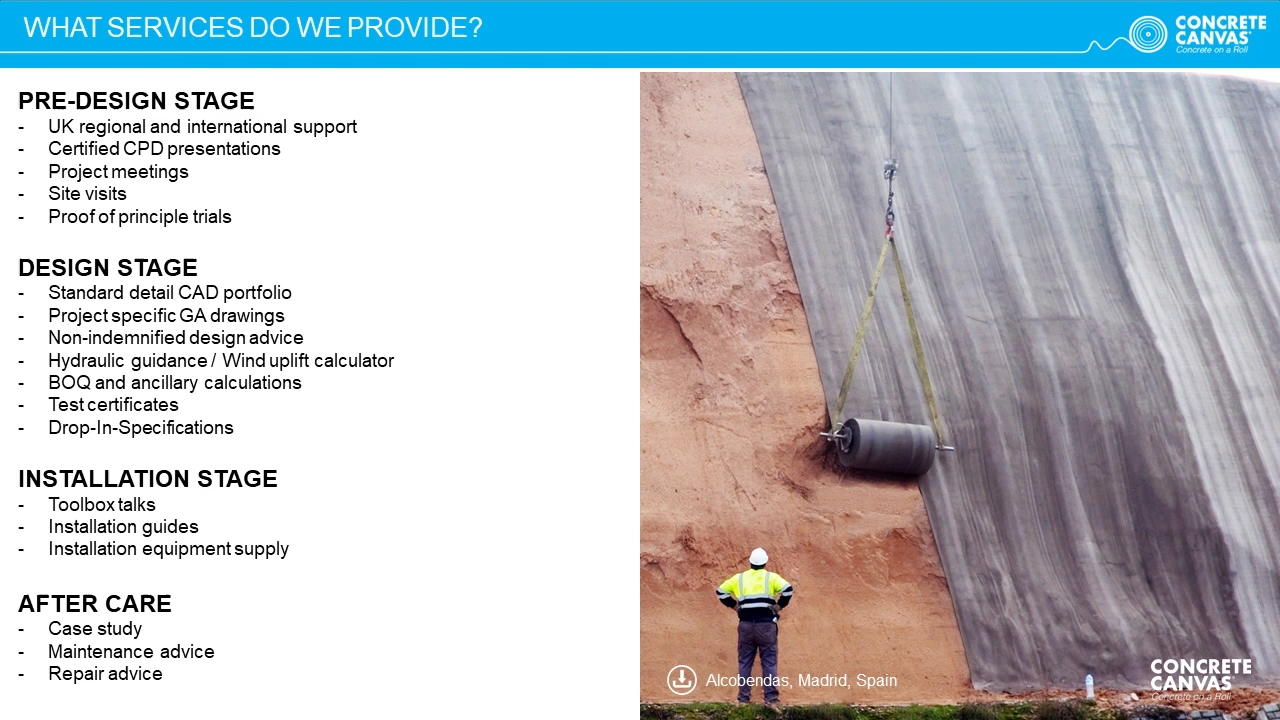 WHAT SERVICES DO WE PROVIDE?
CONCRETE
CANVAS®
Concrete on a Roll
PRE-DESIGN STAGE
- UK regional and international support
- Certified CPD presentations
- Project meetings
- Site visits
- Proof of principle trials
DESIGN STAGE
- Standard detail CAD portfolio
- Project specific GA drawings
- Non-indemnified design advice
- Hydraulic guidance / Wind uplift calculator
- BOQ and ancillary calculations
- Test certificates
- Drop-In-Specifications
INSTALLATION STAGE
- Toolbox talks
- Installation guides
- Installation equipment supply
AFTER CARE
- Case study
- Maintenance advice
- Repair advice
Alcobendas, Madrid, Spain
CONCRETE
CANVAS®
Concrete on a Roll